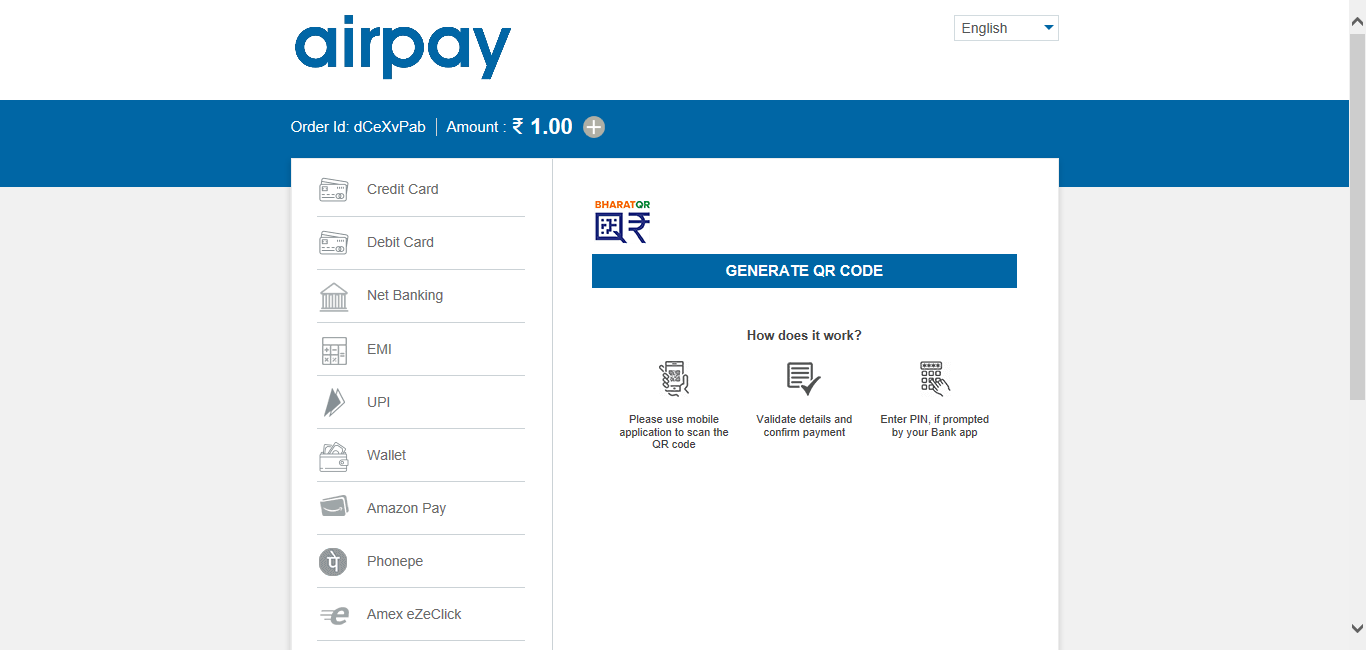 airpay
English
Order Id: dCeXvPab | Amount : ₹ 1.00
Credit Card
Debit Card
Net Banking
EMI
UPI
Wallet
Amazon Pay
पे
Phonepe
e
Amex eZeClick
BHARATQR
₹
GENERATE QR CODE
How does it work?
Please use mobile
application to scan the
QR code
Validate details and
confirm payment
Enter PIN, if prompted
by your Bank app